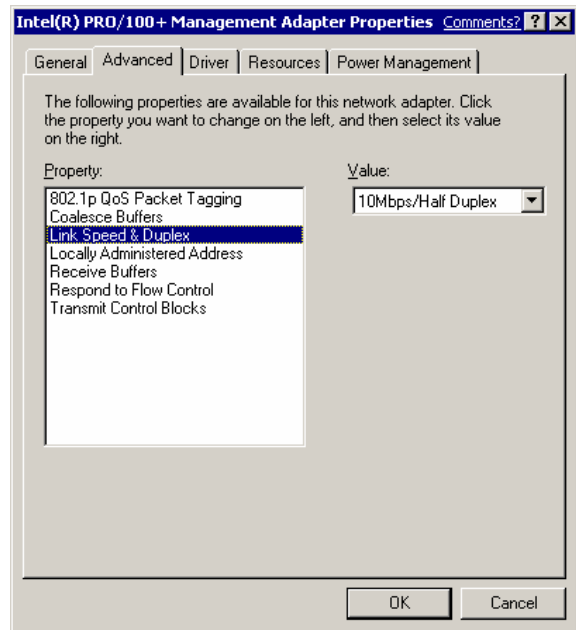 Intel(R) PRO/100+ Management Adapter Properties Comments? ? X
General Advanced Driver Resources Power Management
The following properties are available for this network adapter. Click
the property you want to change on the left, and then select its value
on the right.
Property:
Value:
802.1p QoS Packet Tagging
Coalesce Buffers
Link Speed & Duplex
Locally Administered Address
Receive Buffers
Respond to Flow Control
Transmit Control Blocks
10Mbps/Half Duplex
OK Cancel